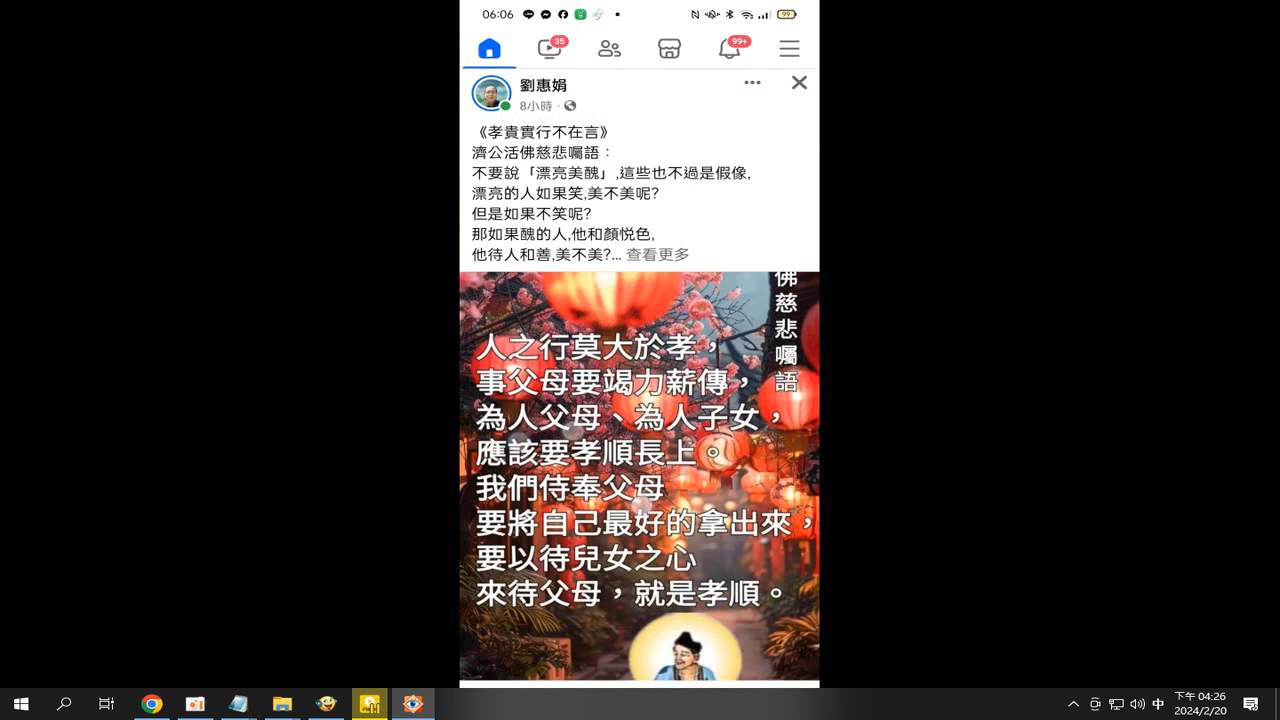 06:06
99
35
99+
劉惠娟
8小時 ·
《孝貴實行不在言》
濟公活佛慈悲囑語：
不要說「漂亮美醜」,這些也不過是假像,
漂亮的人如果笑,美不美呢?
但是如果不笑呢?
那如果醜的人,他和顏悅色,
他待人和善,美不美?... 查看更多
佛慈悲囑語
人之行莫大於孝，
事父母要竭力薪傳，
為人父母、為人子女，
應該要孝順長上。
我們侍奉父母
要將自己最好的拿出來，
要以待兒女之心
來待父母，就是孝順。
中
下午 04:26
2024/2/20